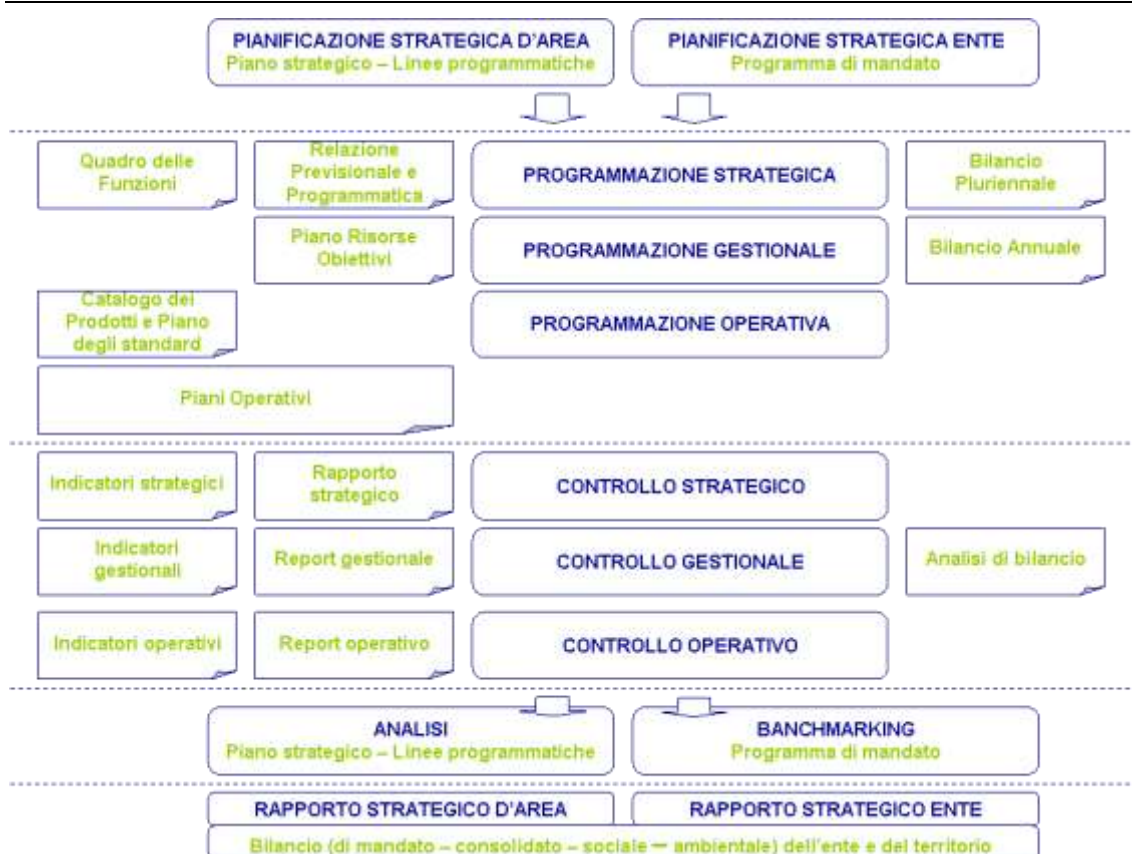 PIANIFICAZIONE STRATEGICA D'AREA
Piano strategico – Linee programmatiche
PIANIFICAZIONE STRATEGICA ENTE
Programma di mandato
Quadro delle
Funzioni
Relazione
Previsionale e
Programmatica
PROGRAMMAZIONE STRATEGICA
Bilancio
Pluriennale
Piano Risorse
Obiettivi
PROGRAMMAZIONE GESTIONALE
Bilancio Annuale
Catalogo dei
Prodotti e Piano
degli standard
PROGRAMMAZIONE OPERATIVA
Piani Operativi
Indicatori strategici
Rapporto
strategico
CONTROLLO STRATEGICO
Indicatori
gestionali
Report gestionale
CONTROLLO GESTIONALE
Analisi di bilancio
Indicatori operativi
Report operativo
CONTROLLO OPERATIVO
ANALISI
Piano strategico – Linee programmatiche
BANCHMARKING
Programma di mandato
RAPPORTO STRATEGICO D'AREA
RAPPORTO STRATEGICO ENTE
Bilancio (di mandato – consolidato – sociale – ambientale) dell'ente e del territorio